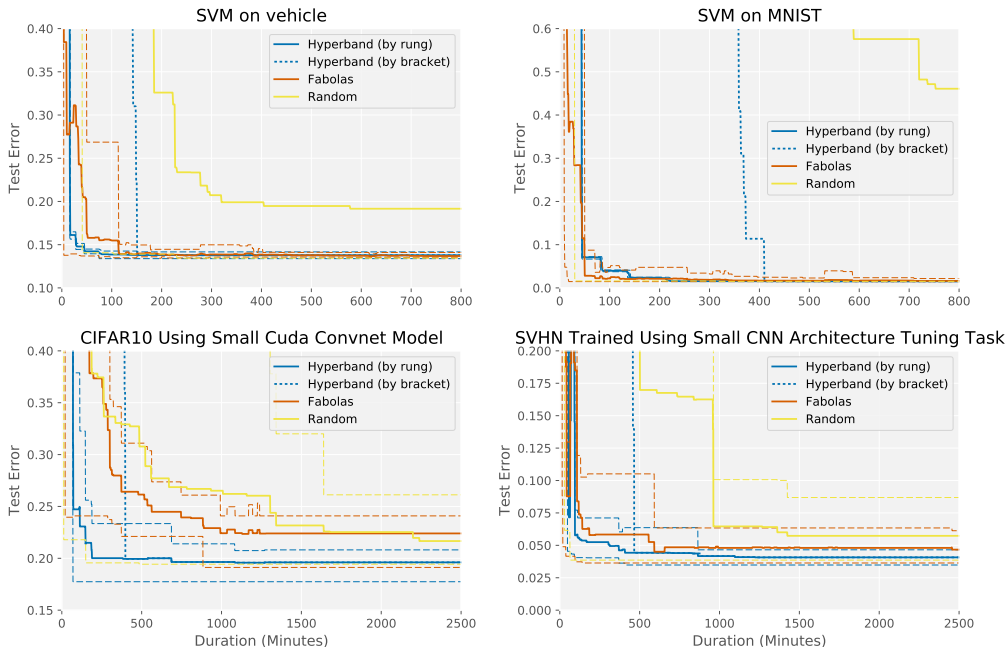 SVM on vehicle
0.40
0.35
0.30
0.25
0.20
0.15
0.10
Test Error
0 100 200 300 400 500 600 700 800
Hyperband (by rung)
Hyperband (by bracket)
Fabolas
Random
SVM on MNIST
0.6
0.5
0.4
0.3
0.2
0.1
0.0
Test Error
0 100 200 300 400 500 600 700 800
Hyperband (by rung)
Hyperband (by bracket)
Fabolas
Random
CIFAR10 Using Small Cuda Convnet Model
0.40
0.35
0.30
0.25
0.20
0.15
Test Error
0 500 1000 1500 2000 2500
Duration (Minutes)
Hyperband (by rung)
Hyperband (by bracket)
Fabolas
Random
SVHN Trained Using Small CNN Architecture Tuning Task
0.200
0.175
0.150
0.125
0.100
0.075
0.050
0.025
0.000
Test Error
0 500 1000 1500 2000 2500
Duration (Minutes)
Hyperband (by rung)
Hyperband (by bracket)
Fabolas
Random